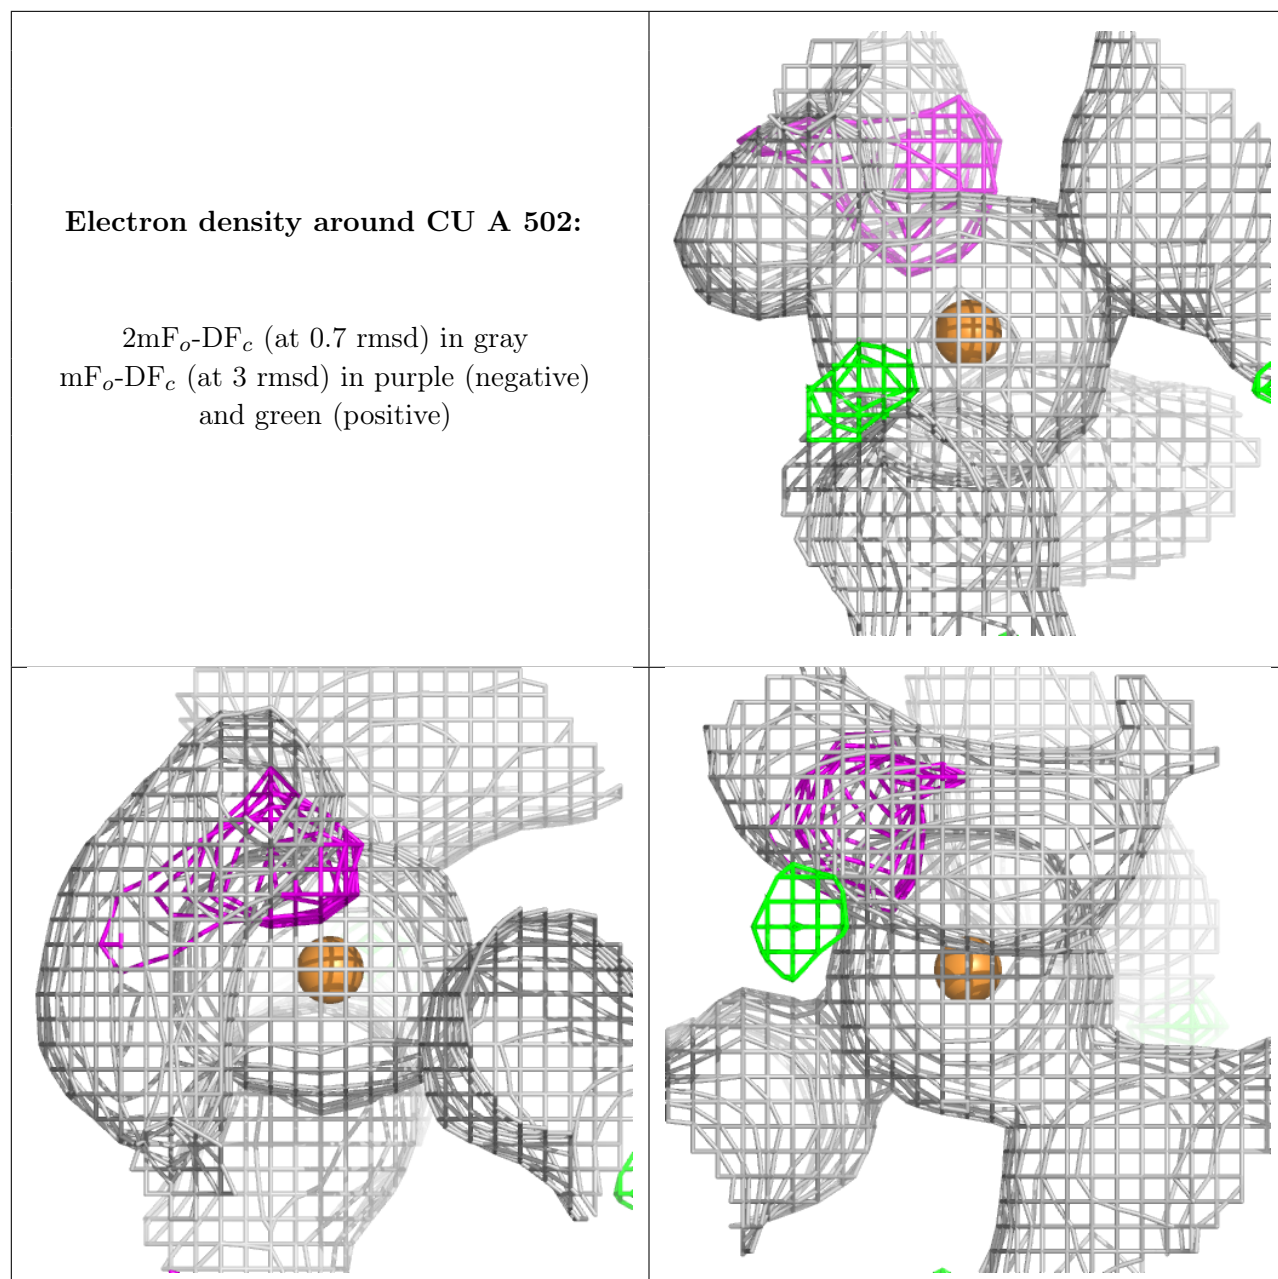 Electron density around CU A 502:
2mFₒ-DF𝒸 (at 0.7 rmsd) in gray
mFₒ-DF𝒸 (at 3 rmsd) in purple (negative)
and green (positive)